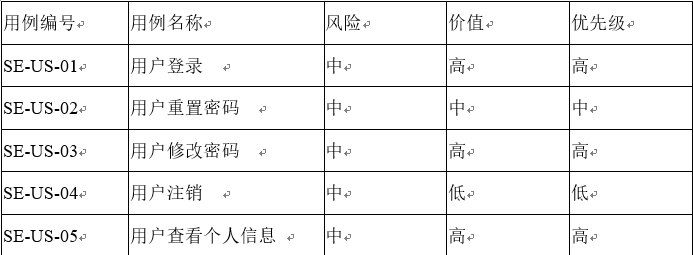 用例编号 用例名称 风险 价值 优先级
SE-US-01 用户登录 中 高 高
SE-US-02 用户重置密码 中 中 中
SE-US-03 用户修改密码 中 高 高
SE-US-04 用户注销 中 低 低
SE-US-05 用户查看个人信息 中 高 高